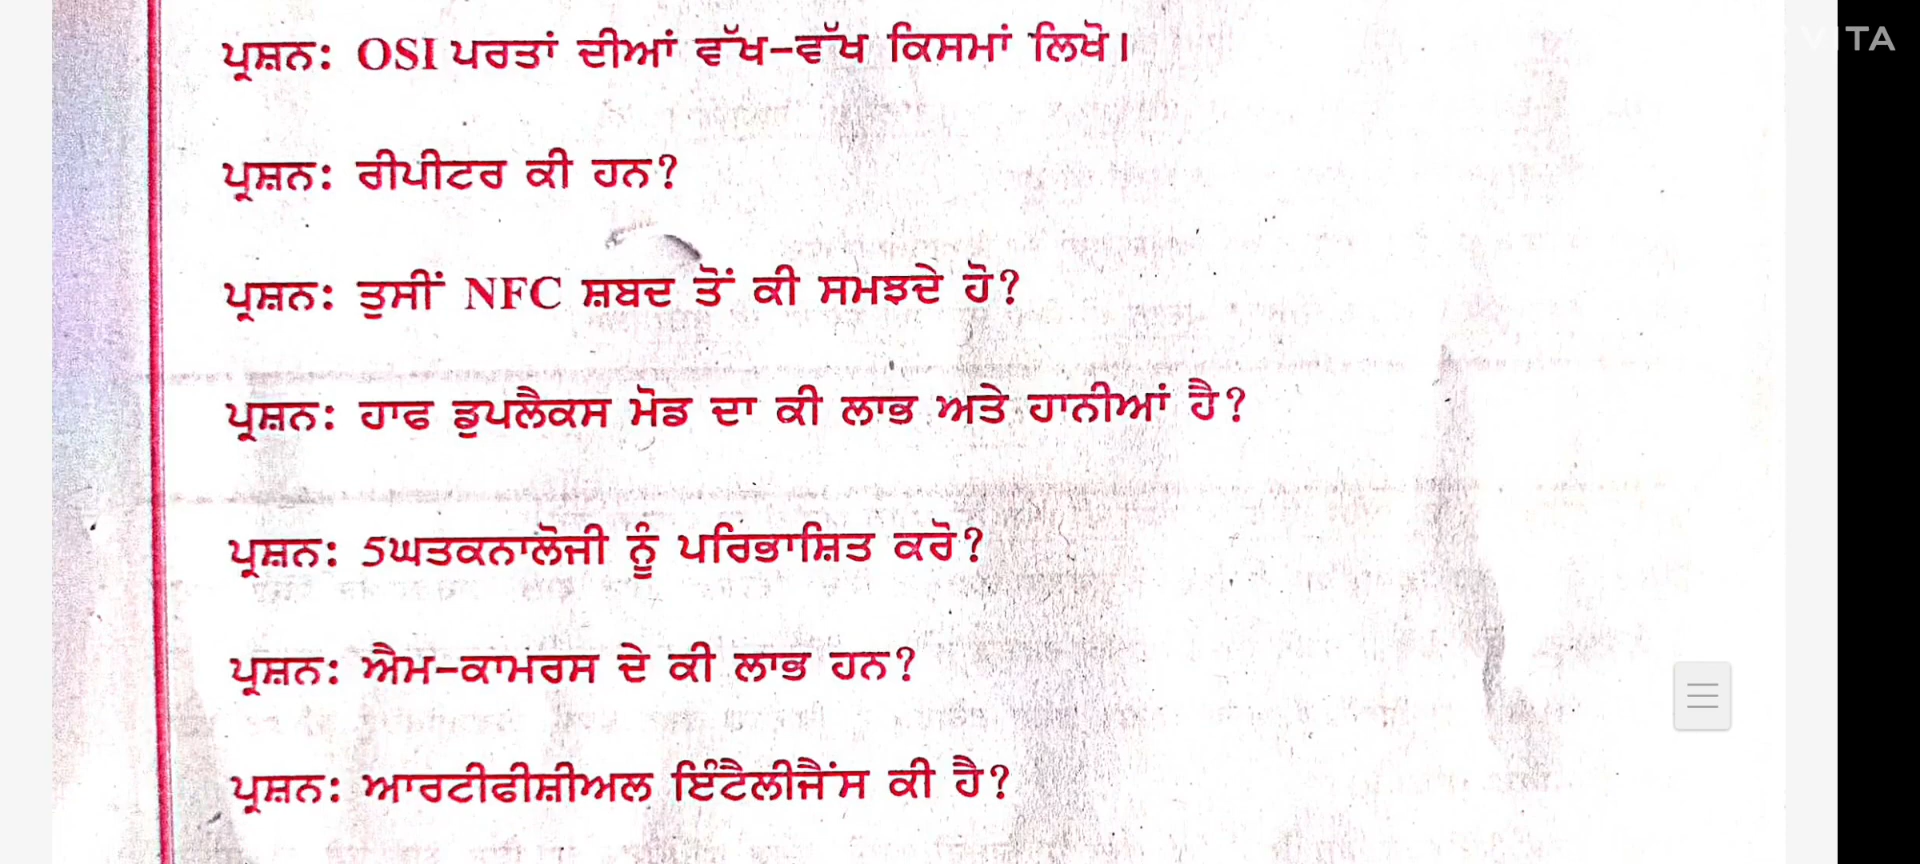 ਪ੍ਰਸ਼ਨ: OSI ਪਰਤਾਂ ਦੀਆਂ ਵੱਖ-ਵੱਖ ਕਿਸਮਾਂ ਲਿਖੋ।
ਪ੍ਰਸ਼ਨ: ਰੀਪੀਟਰ ਕੀ ਹਨ?
ਪ੍ਰਸ਼ਨ: ਤੁਸੀਂ NFC ਸ਼ਬਦ ਤੋਂ ਕੀ ਸਮਝਦੇ ਹੋ?
ਪ੍ਰਸ਼ਨ: ਹਾਫ ਡੁਪਲੈਕਸ ਮੋਡ ਦਾ ਕੀ ਲਾਭ ਅਤੇ ਹਾਨੀਆਂ ਹੈ?
ਪ੍ਰਸ਼ਨ: 5ਘਤਕਨਾਲੋਜੀ ਨੂੰ ਪਰਿਭਾਸ਼ਿਤ ਕਰੋ?
ਪ੍ਰਸ਼ਨ: ਐਮ-ਕਾਮਰਸ ਦੇ ਕੀ ਲਾਭ ਹਨ?
ਪ੍ਰਸ਼ਨ: ਆਰਟੀਫੀਸ਼ੀਅਲ ਇੰਟੈਲੀਜੈਂਸ ਕੀ ਹੈ?
VITA